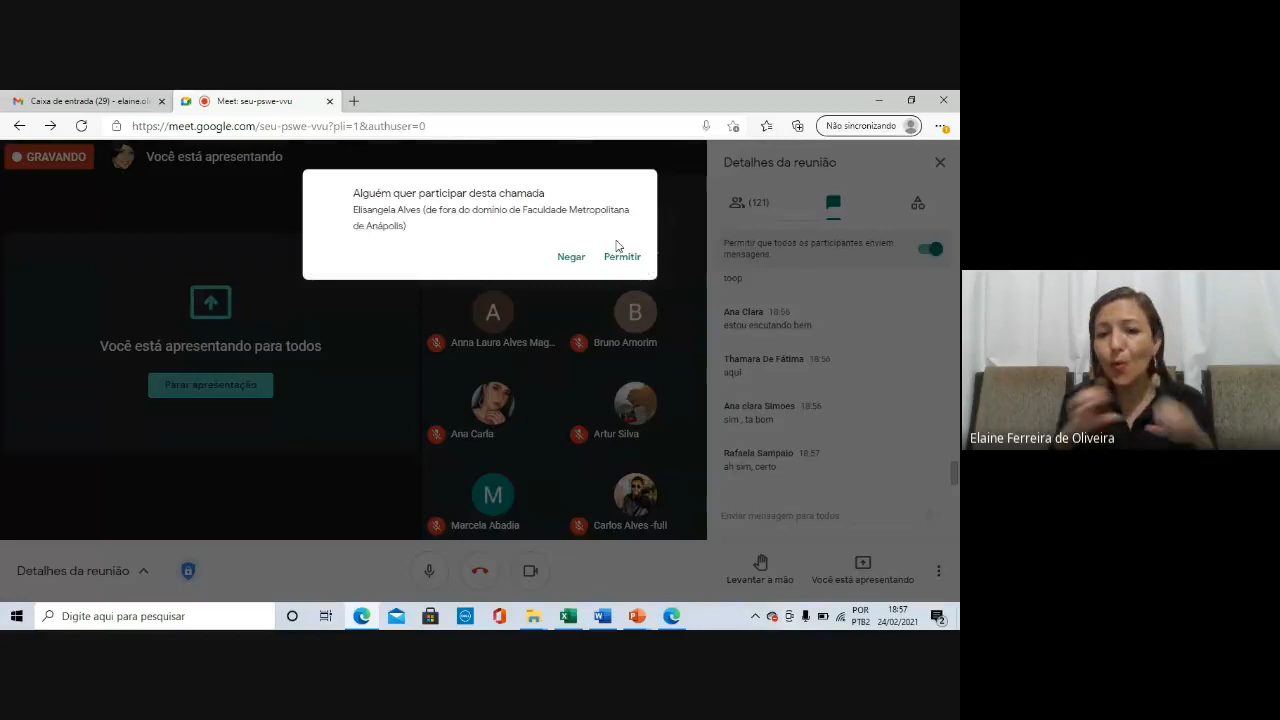 Caixa de entrada (29) - elaine.ol
Meet: seu-pswe-vvu
https://meet.google.com/seu-pswe-vvu?pli=1&authuser=0
Não sincronizando
GRAVANDO
Você está apresentando
Alguém quer participar desta chamada
Elisangela Alves (de fora do domínio de Faculdade Metropolitana
de Anápolis)
Negar
Permitir
Você está apresentando para todos
Parar apresentação
A
Anna Laura Alves Mag...
B
Bruno Amorim
Ana Carla
Artur Silva
M
Marcela Abadia
Carlos Alves -full
Detalhes da reunião
(121)
Permitir que todos os participantes enviem
mensagens.
toop
Ana Clara 18:56
estou escutando bem
Thamara De Fátima 18:56
aqui
Ana clara Simoes 18:56
sim , ta bom
Rafaela Sampaio 18:57
ah sim, certo
Enviar mensagem para todos
Detalhes da reunião
Levantar a mão
Você está apresentando
Digite aqui para pesquisar
DELL
POR
PTB2
18:57
24/02/2021
2
Elaine Ferreira de Oliveira